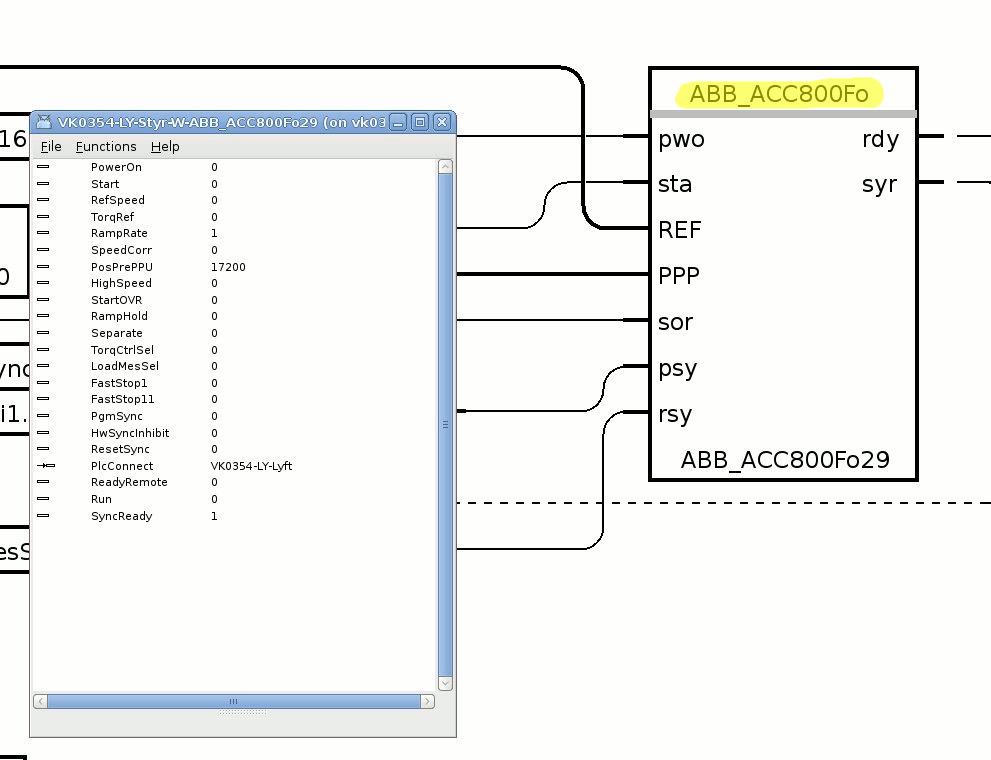 VK0354-LY-Styr-W-ABB_ACC800Fo29 (on vk03
File Functions Help
PowerOn 0
Start 0
RefSpeed 0
TorqRef 0
RampRate 1
SpeedCorr 0
PosPrePPU 17200
HighSpeed 0
StartOVR 0
RampHold 0
Separate 0
TorqCtrlSel 0
LoadMesSel 0
FastStop1 0
FastStop11 0
PgmSync 0
HwSyncInhibit 0
ResetSync 0
PlcConnect VK0354-LY-Lyft
ReadyRemote 0
Run 0
SyncReady 1
16
0
ync
i1.
esS
ABB_ACC800Fo
pwo rdy
sta syr
REF
PPP
sor
psy
rsy
ABB_ACC800Fo29